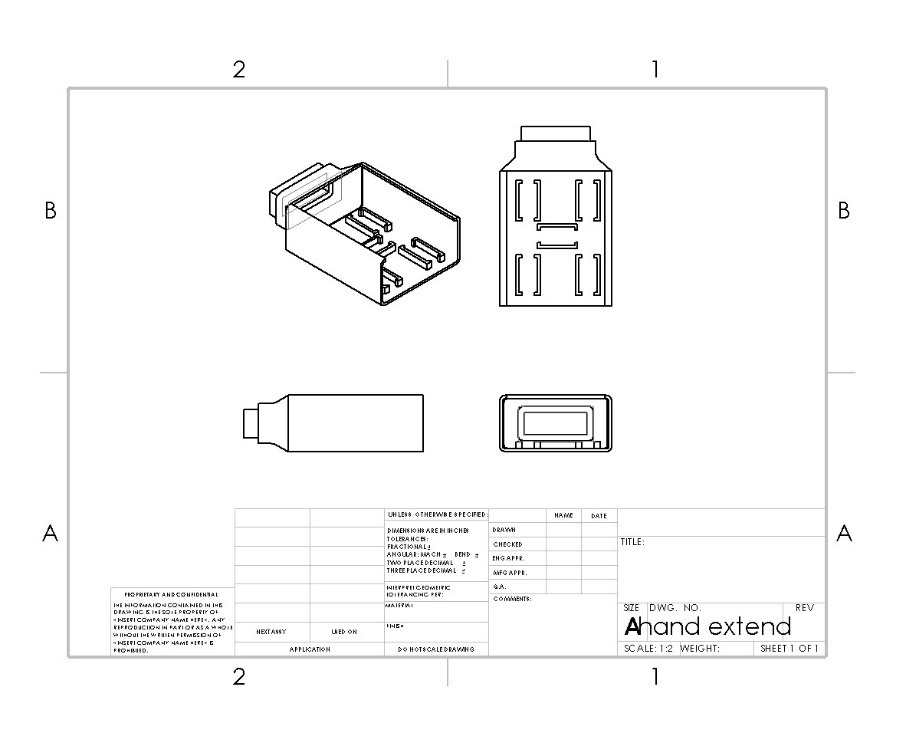 2 1
B B
A A
UNLESS OTHERWISE SPECIFIED:
NAME DATE
DIMENSIONS ARE IN INCHES
TOLERANCES:
FRACTIONAL ±
ANGULAR: MACH ± BEND ±
TWO PLACE DECIMAL ±
THREE PLACE DECIMAL ±
DRAWN
CHECKED
ENG APPR.
MFG APPR.
Q.A.
COMMENTS:
INTERPRET GEOMETRIC
TOLERANCING PER:
MATERIAL
FINISH
DO NOT SCALE DRAWING
TITLE:
SIZE DWG. NO. REV
A hand extend
SCALE: 1:2 WEIGHT: SHEET 1 OF 1
PROPRIETARY AND CONFIDENTIAL
THE INFORMATION CONTAINED IN THIS
DRAWING IS THE SOLE PROPERTY OF
<INSERT COMPANY NAME HERE>. ANY
REPRODUCTION IN PART OR AS A WHOLE
WITHOUT THE WRITTEN PERMISSION OF
<INSERT COMPANY NAME HERE> IS
PROHIBITED.
NEXT ASSY USED ON
APPLICATION
2 1